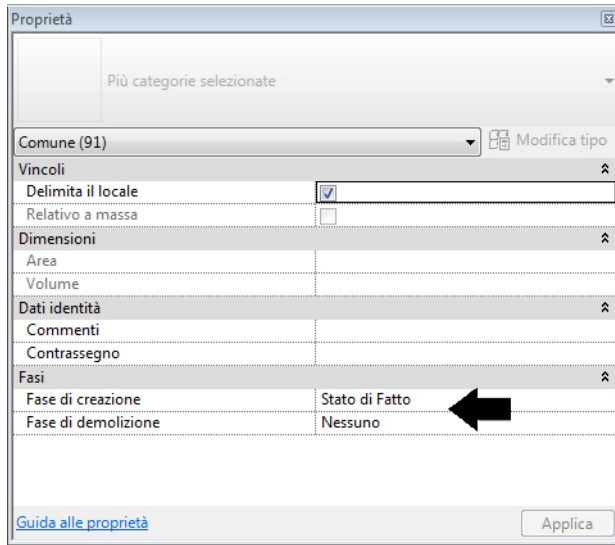 Proprietà
Più categorie selezionate
Comune (91)
Modifica tipo
Vincoli
Delimita il locale
Relativo a massa
Dimensioni
Area
Volume
Dati identità
Commenti
Contrassegno
Fasi
Fase di creazione Stato di Fatto
Fase di demolizione Nessuno
Guida alle proprietà
Applica